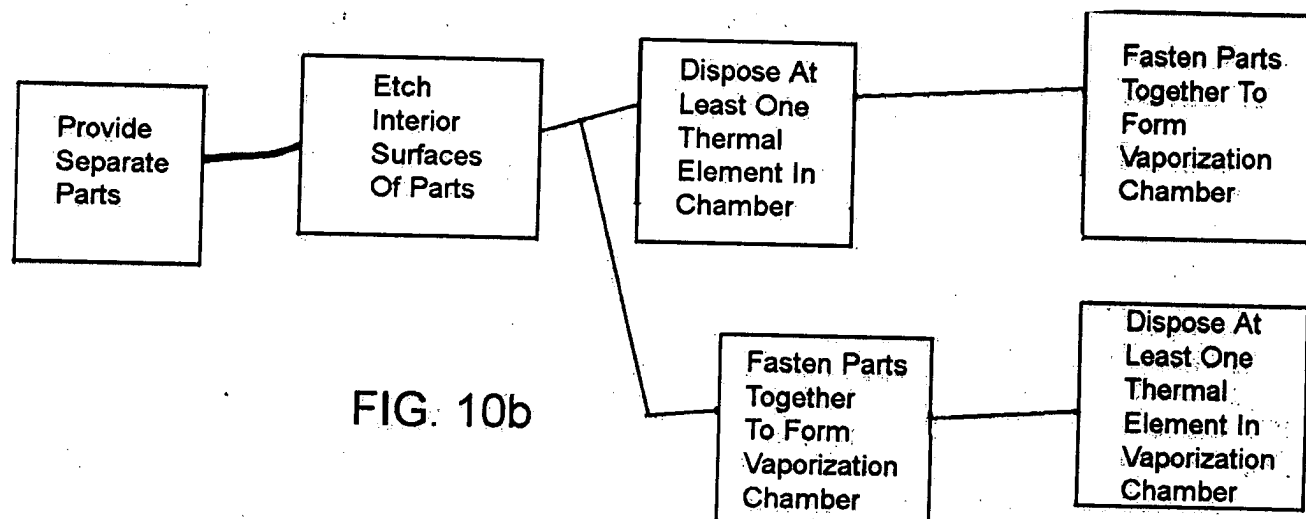 Provide
Separate
Parts
Etch
Interior
Surfaces
Of Parts
Dispose At
Least One
Thermal
Element In
Chamber
Fasten Parts
Together To
Form
Vaporization
Chamber
Fasten Parts
Together
To Form
Vaporization
Chamber
Dispose At
Least One
Thermal
Element In
Vaporization
Chamber
FIG. 10b